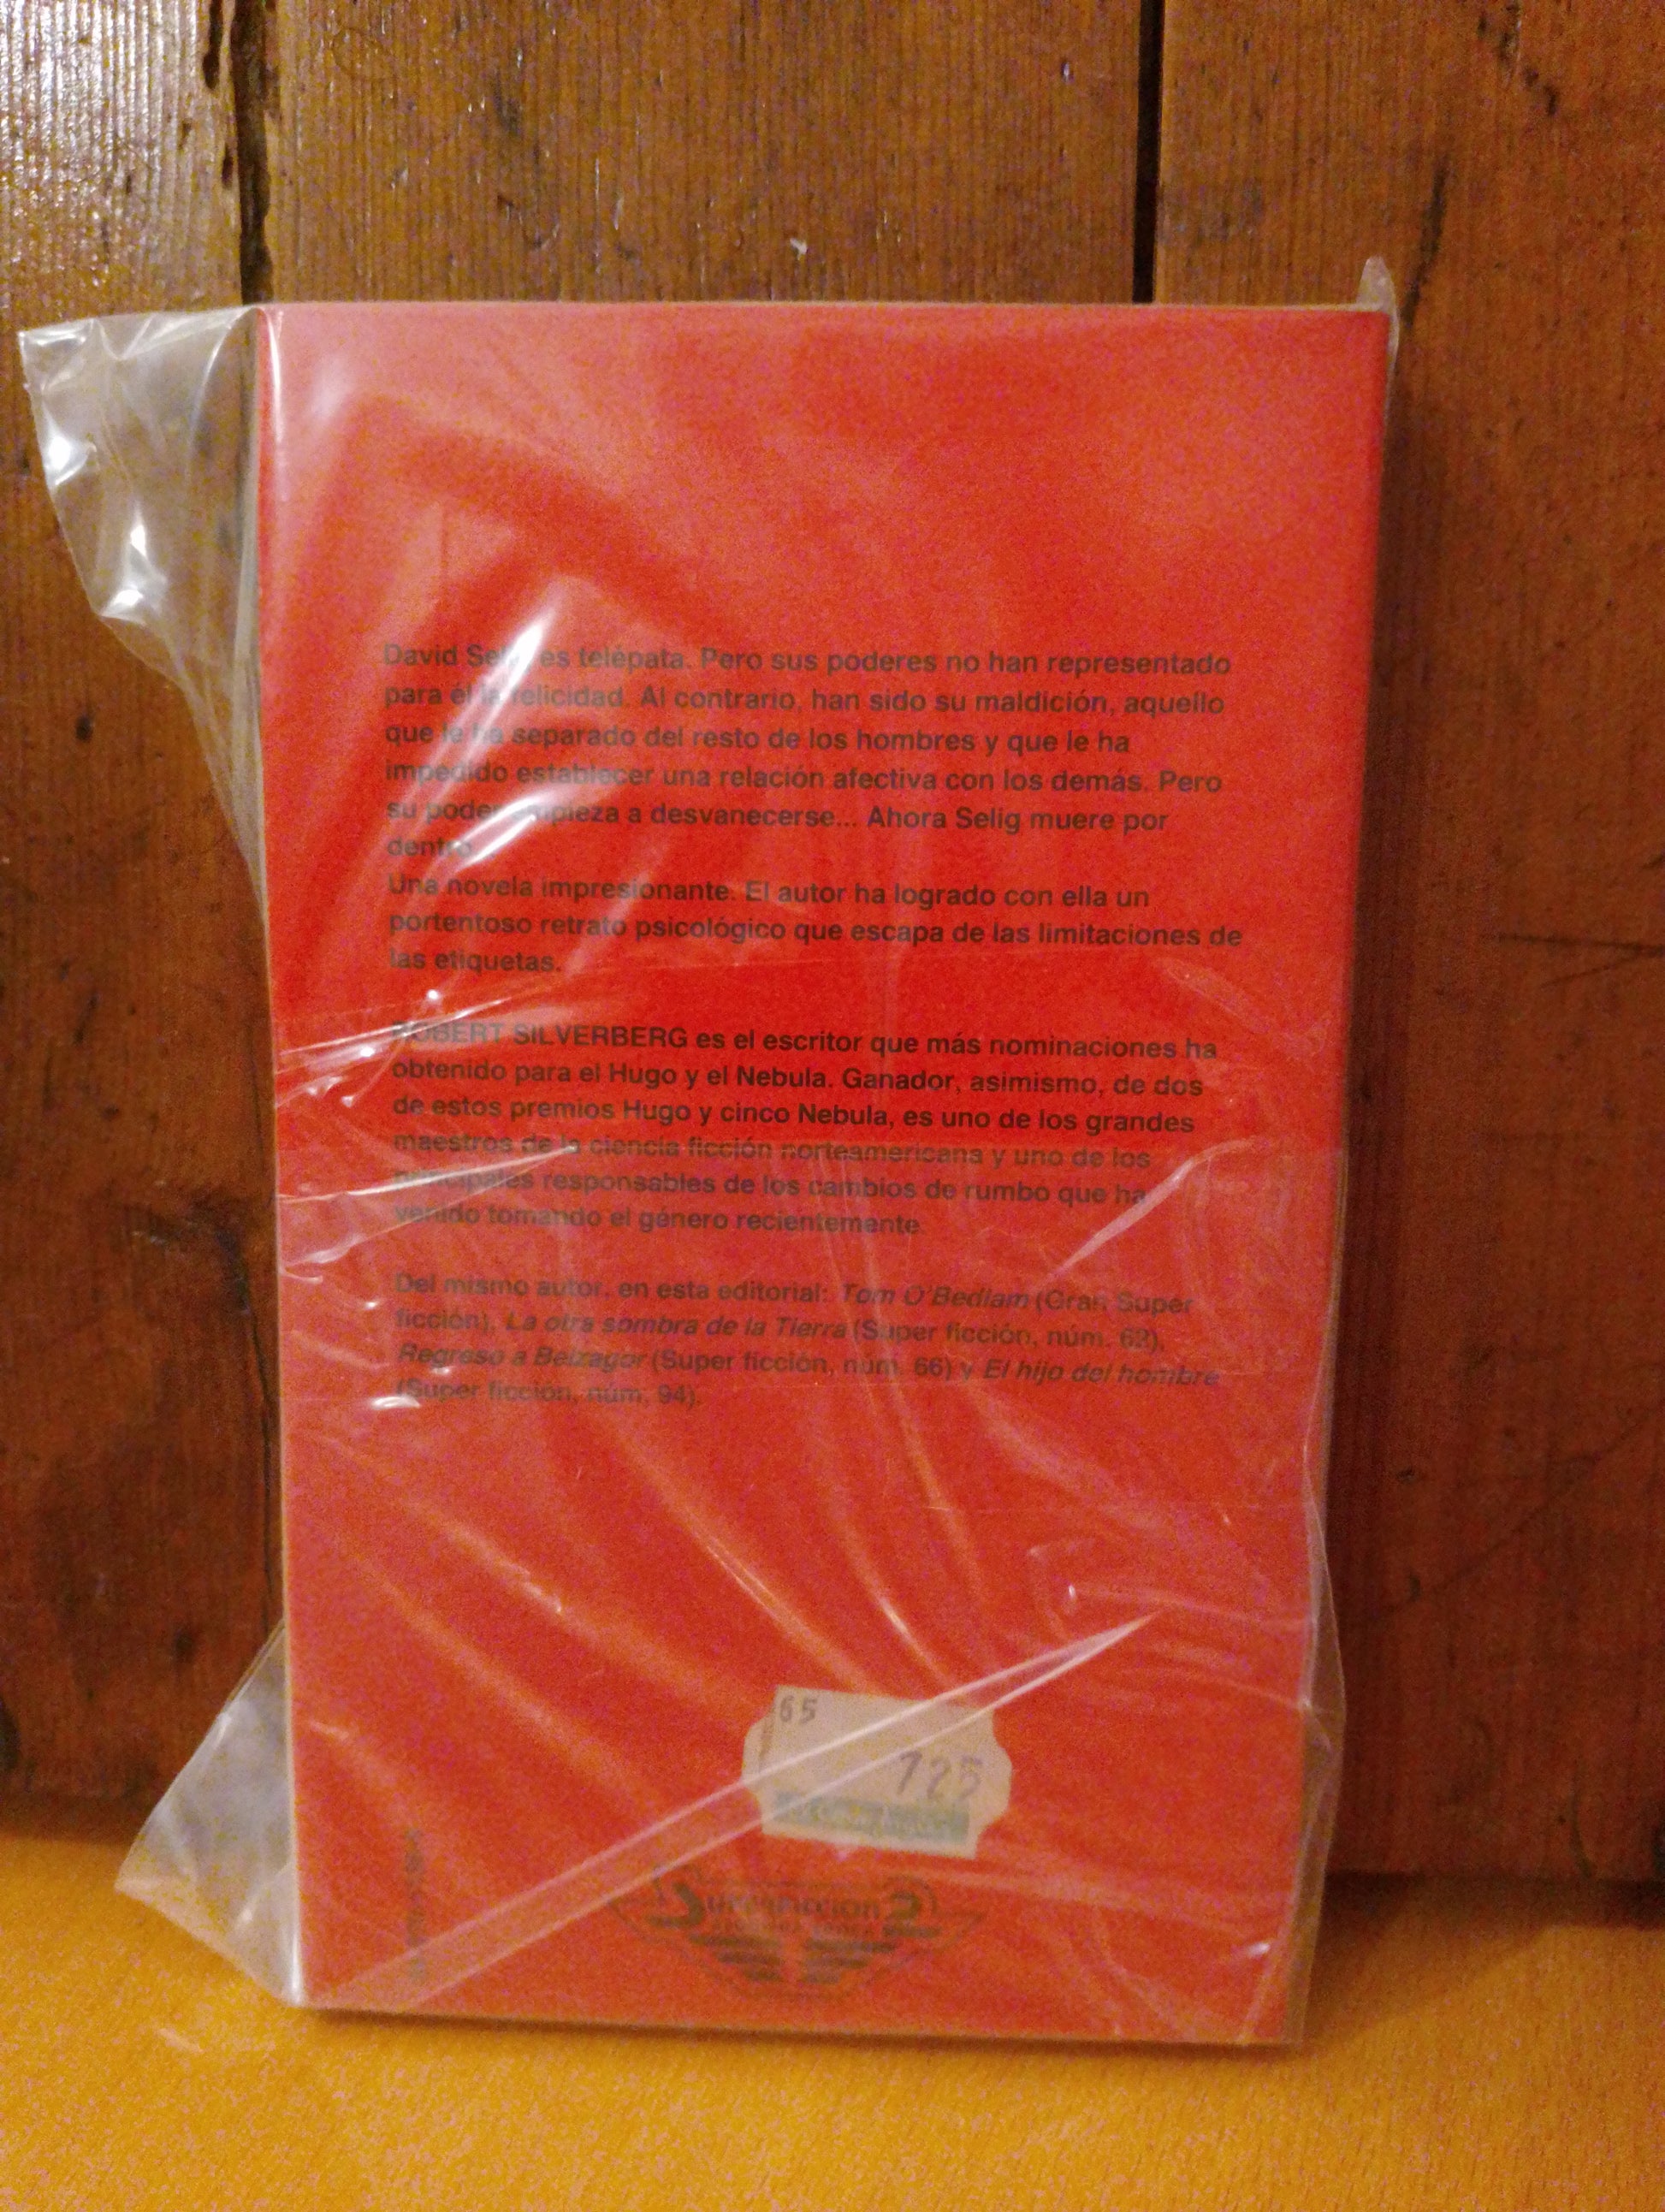 David Selig es telépata. Pero sus poderes no han representado
para él la felicidad. Al contrario, han sido su maldición, aquello
que le ha separado del resto de los hombres y que le ha
impedido establecer una relación afectiva con los demás. Pero
su poder empieza a desvanecerse... Ahora Selig muere por
dentro.
Una novela impresionante. El autor ha logrado con ella un
portentoso retrato psicológico que escapa de las limitaciones de
las etiquetas.
ROBERT SILVERBERG es el escritor que más nominaciones ha
obtenido para el Hugo y el Nebula. Ganador, asimismo, de dos
de estos premios Hugo y cinco Nebula, es uno de los grandes
maestros de la ciencia ficción norteamericana y uno de los
principales responsables de los cambios de rumbo que ha
venido tomando el género recientemente.
Del mismo autor, en esta editorial: Tom O'Bedlam (Gran Super
ficción), La otra sombra de la Tierra (Super ficción, núm. 62),
Regreso a Belzagor (Super ficción, núm. 66) y El hijo del hombre
(Super ficción, núm. 94).
65
725